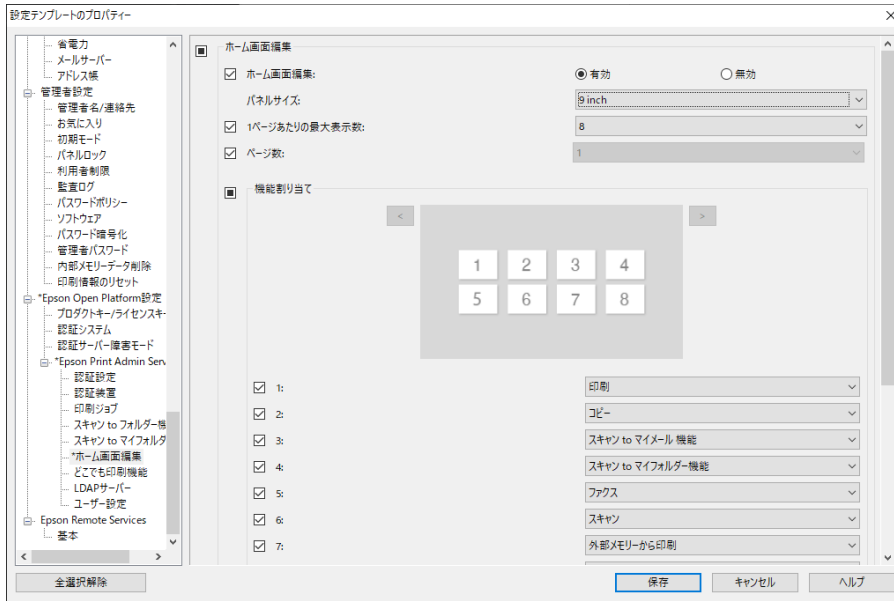 設定テンプレートのプロパティー
省電力
メールサーバー
アドレス帳
管理者設定
管理者名/連絡先
お気に入り
初期モード
パネルロック
利用者制限
監査ログ
パスワードポリシー
ソフトウェア
パスワード暗号化
管理者パスワード
内部メモリーデータ削除
印刷情報のリセット
*Epson Open Platform設定
プロダクトキー/ライセンスキー
認証システム
認証サーバー障害モード
*Epson Print Admin Serv
認証設定
認証装置
印刷ジョブ
スキャン to フォルダー機
スキャン to マイフォルダ
*ホーム画面編集
どこでも印刷機能
LDAPサーバー
ユーザー設定
Epson Remote Services
基本
ホーム画面編集
ホーム画面編集: 有効 無効
パネルサイズ: 9 inch
1ページあたりの最大表示数: 8
ページ数: 1
機能割り当て
< >
1 2 3 4
5 6 7 8
1: 印刷
2: コピー
3: スキャン to マイメール 機能
4: スキャン to マイフォルダー機能
5: ファクス
6: スキャン
7: 外部メモリーから印刷
全選択解除 保存 キャンセル ヘルプ